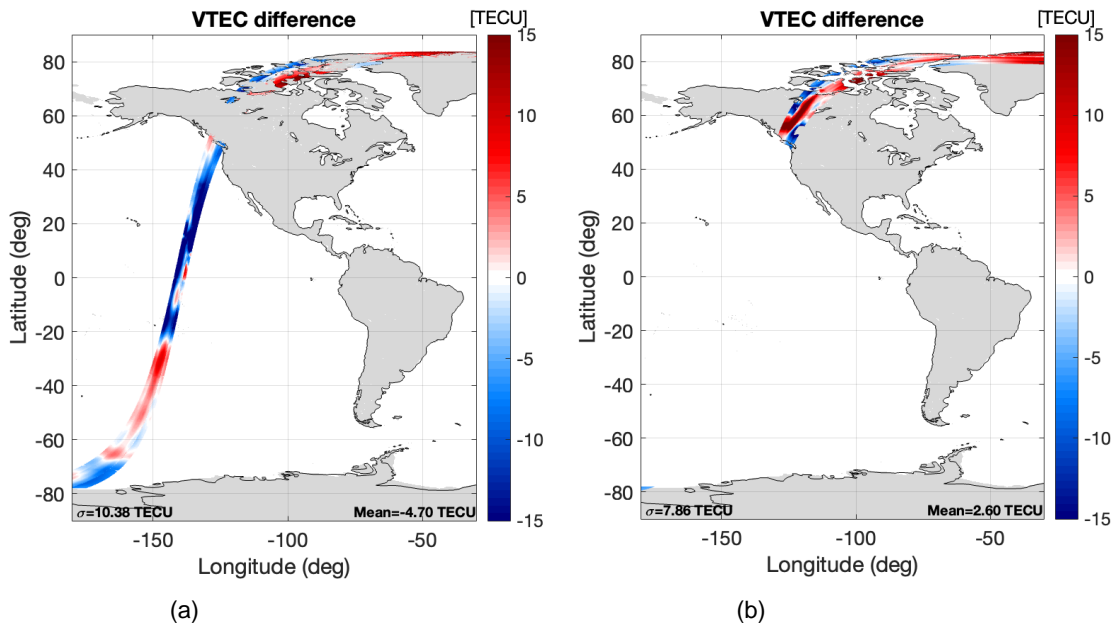 VTEC difference
[TECU]
80
60
40
20
0
-20
-40
-60
-80
Latitude (deg)
σ=10.38 TECU
Mean=-4.70 TECU
-150
-100
-50
Longitude (deg)
15
10
5
0
-5
-10
-15
(a)
VTEC difference
[TECU]
80
60
40
20
0
-20
-40
-60
-80
Latitude (deg)
σ=7.86 TECU
Mean=2.60 TECU
-150
-100
-50
Longitude (deg)
15
10
5
0
-5
-10
-15
(b)